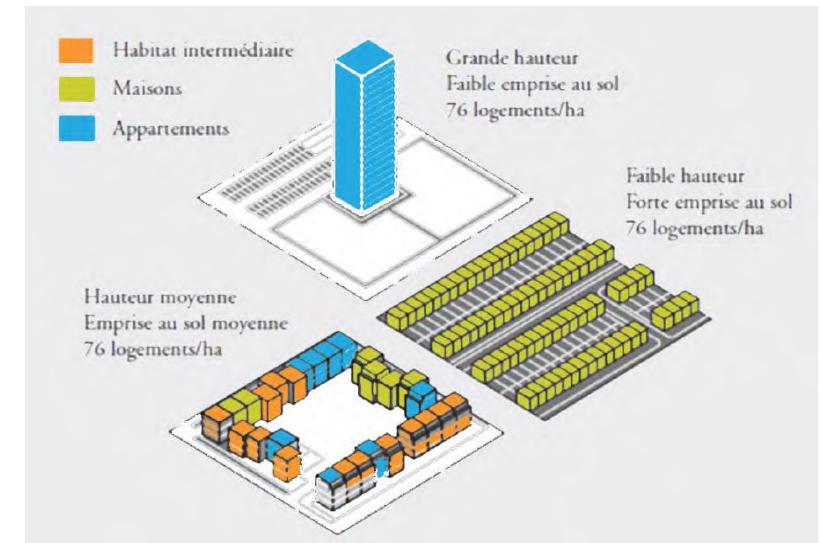 Habitat intermédiaire
Maisons
Appartements
Grande hauteur
Faible emprise au sol
76 logements/ha
Faible hauteur
Forte emprise au sol
76 logements/ha
Hauteur moyenne
Emprise au sol moyenne
76 logements/ha